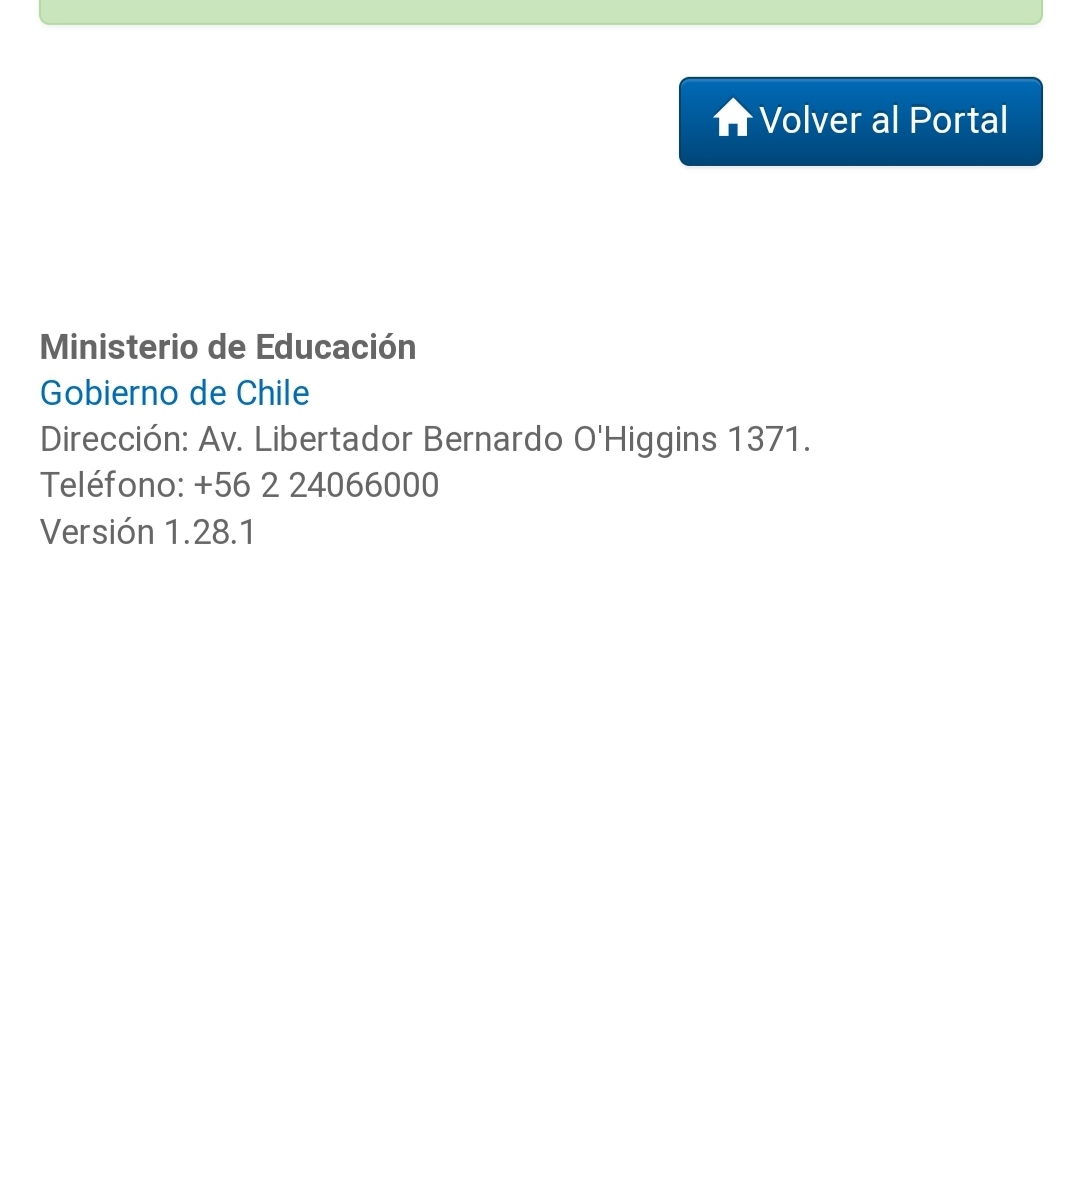 Volver al Portal
Ministerio de Educación
Gobierno de Chile
Dirección: Av. Libertador Bernardo O'Higgins 1371.
Teléfono: +56 2 24066000
Versión 1.28.1